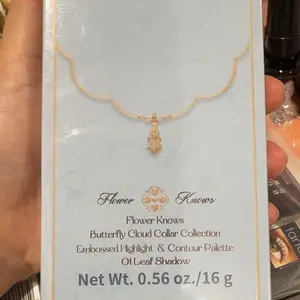 Flower Knows
Flower Knows
Butterfly Cloud Collar Collection
Embossed Highlight & Contour Palette
01 Leaf Shadow
Net Wt. 0.56 oz./16 g